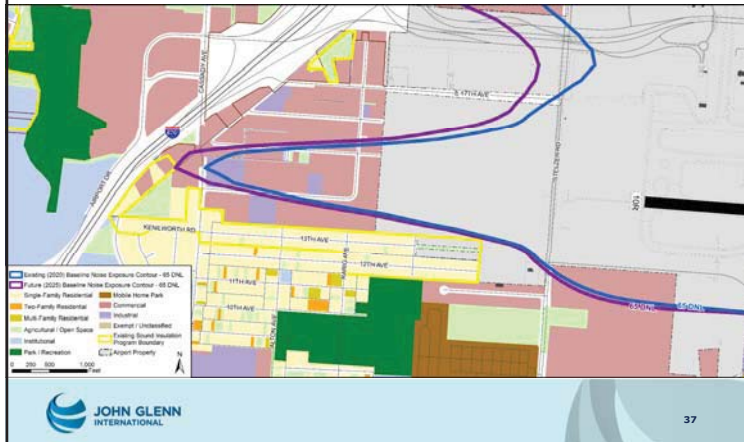 CASSADY AVE
E 17TH AVE
AIRPORT DR
STELZER RD
10R
KENILWORTH RD
13TH AVE
12TH AVE
11TH AVE
10TH AVE
ALTON AVE
65 DNL
65 DNL
Existing (2020) Baseline Noise Exposure Contour - 65 DNL
Future (2025) Baseline Noise Exposure Contour - 65 DNL
Single-Family Residential
Two-Family Residential
Multi-Family Residential
Agricultural / Open Space
Institutional
Park / Recreation
Mobile Home Park
Commercial
Industrial
Exempt / Unclassified
Existing Sound Insulation
Program Boundary
Airport Property
N
0 250 500 1,000
Feet
JOHN GLENN
INTERNATIONAL
37